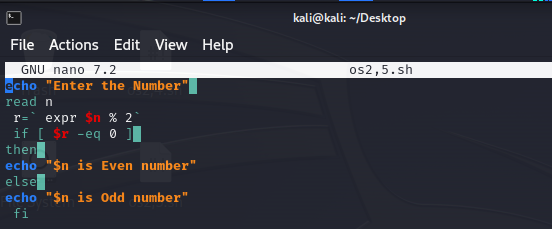 kali@kali: ~/Desktop
File Actions Edit View Help
GNU nano 7.2 os2,5.sh
echo "Enter the Number"
read n
r=` expr $n % 2`
if [ $r -eq 0 ]
then
echo "$n is Even number"
else
echo "$n is Odd number"
fi